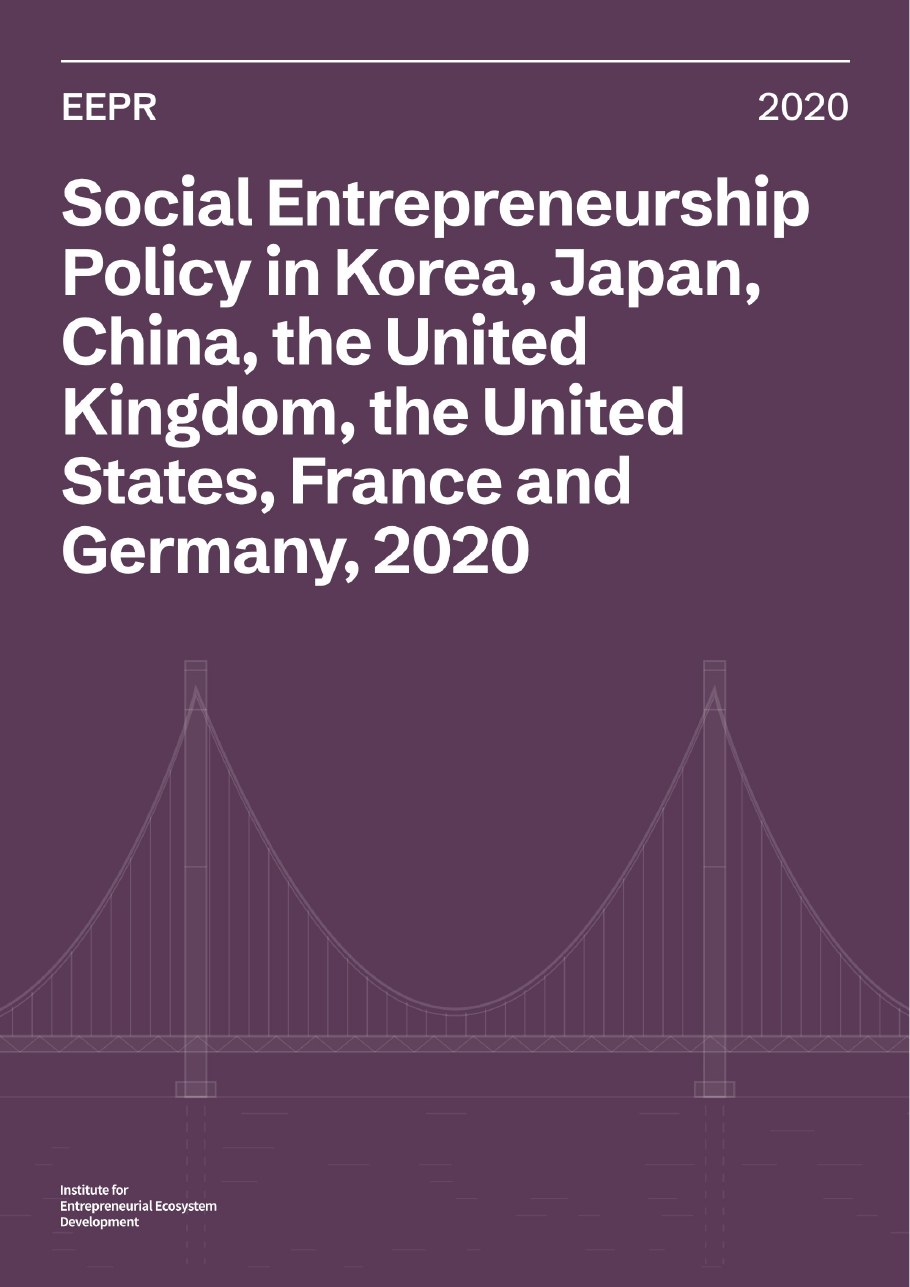 EEPR
2020
Social Entrepreneurship
Policy in Korea, Japan,
China, the United
Kingdom, the United
States, France and
Germany, 2020
Institute for
Entrepreneurial Ecosystem
Development